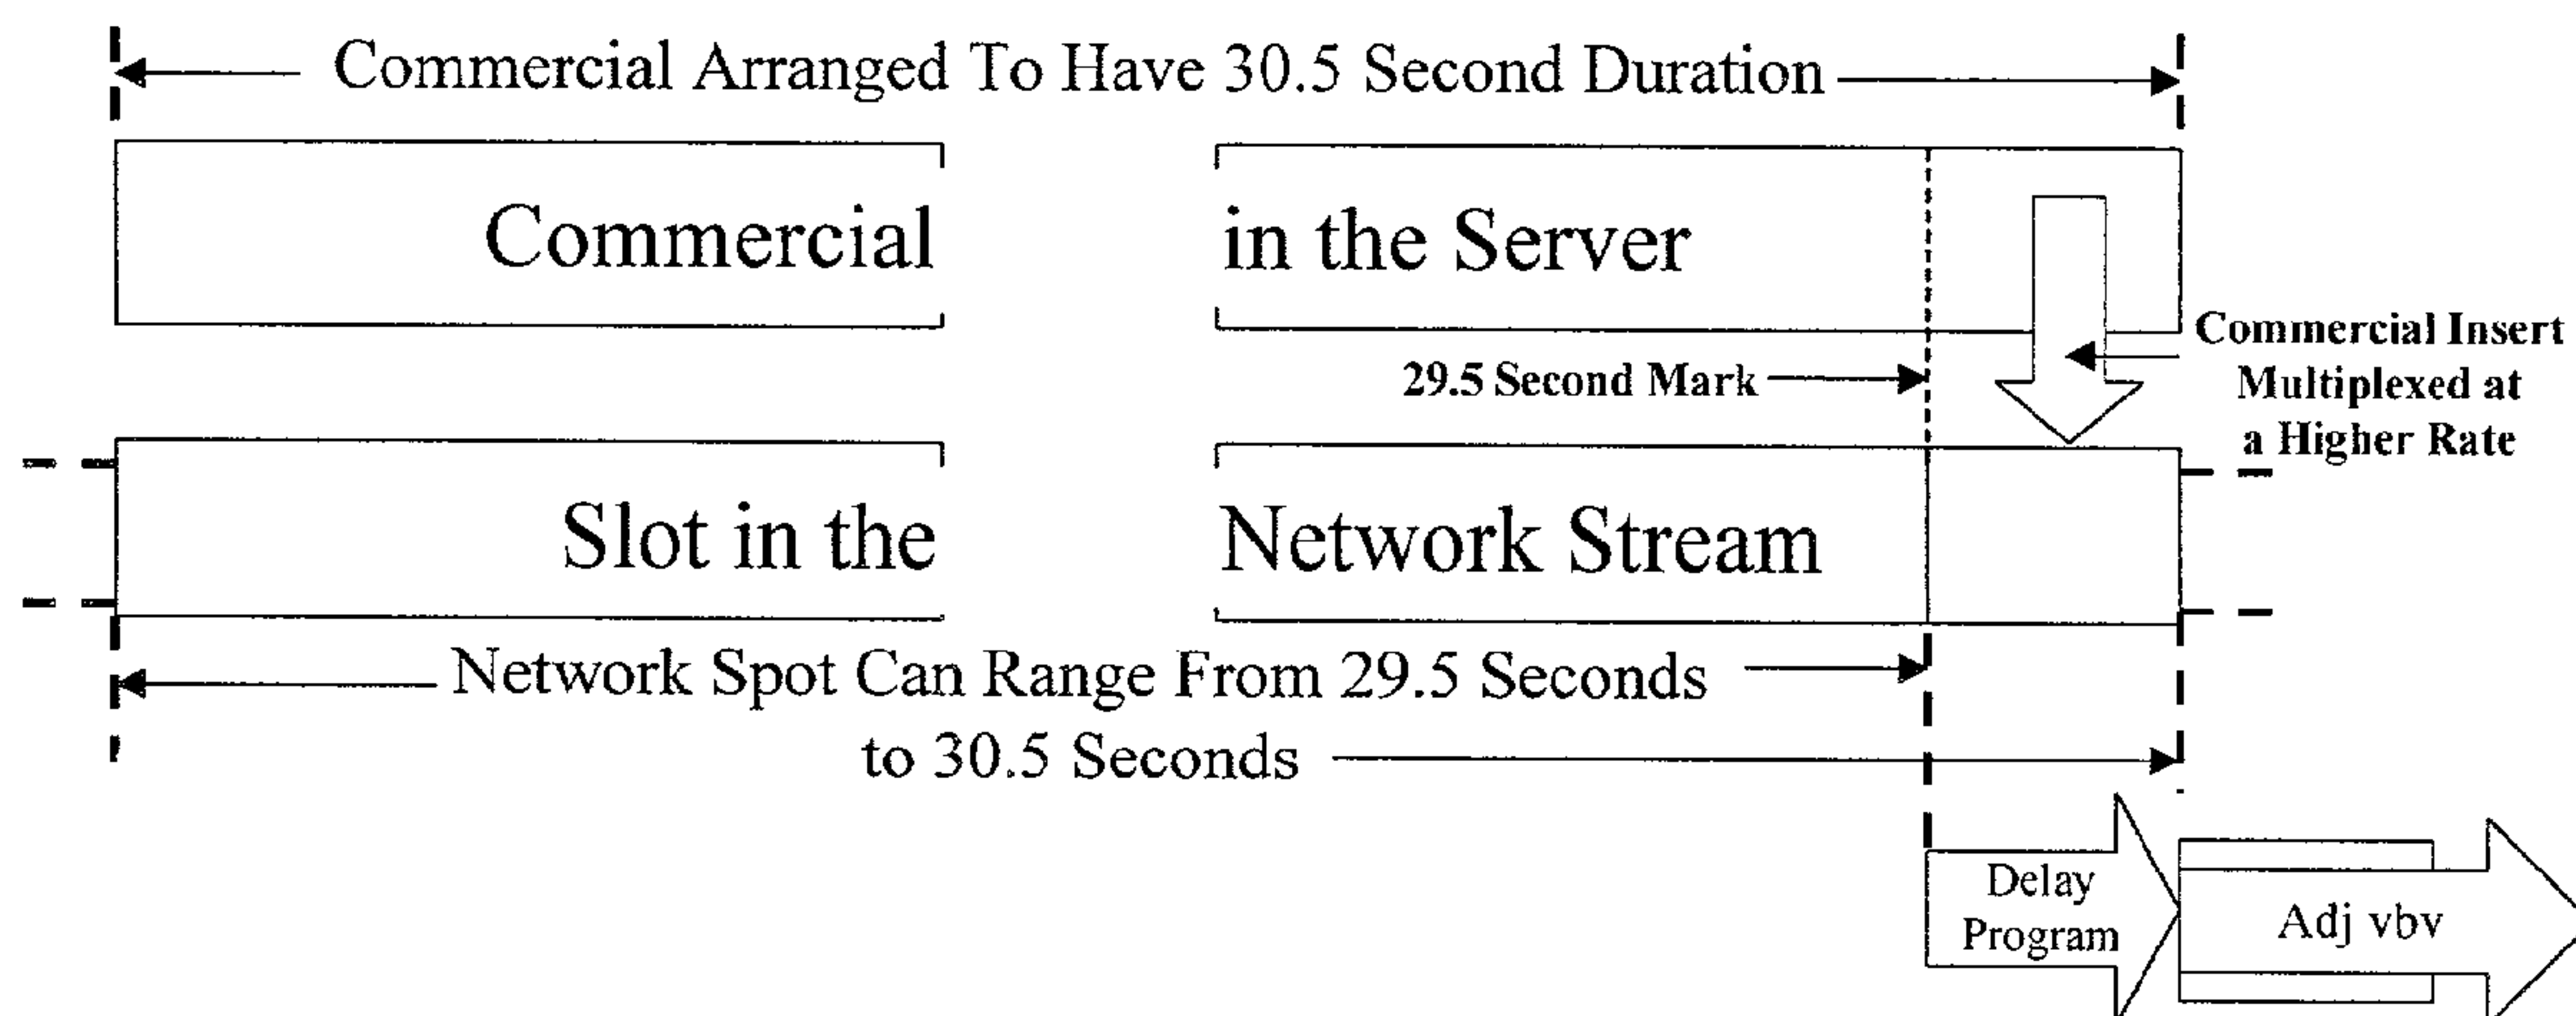 Commercial Arranged To Have 30.5 Second Duration
Commercial in the Server
Commercial Insert
Multiplexed at
a Higher Rate
29.5 Second Mark
Slot in the Network Stream
Network Spot Can Range From 29.5 Seconds
to 30.5 Seconds
Delay
Program
Adj vbv